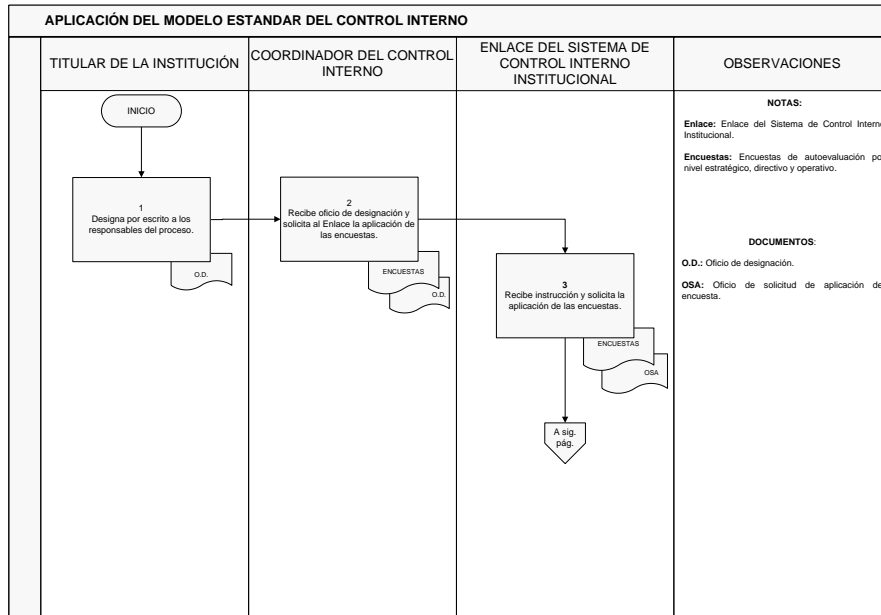 APLICACIÓN DEL MODELO ESTANDAR DEL CONTROL INTERNO
TITULAR DE LA INSTITUCIÓN
COORDINADOR DEL CONTROL
INTERNO
ENLACE DEL SISTEMA DE
CONTROL INTERNO
INSTITUCIONAL
OBSERVACIONES
INICIO
1
Designa por escrito a los
responsables del proceso.
O.D.
2
Recibe oficio de designación y
solicita al Enlace la aplicación de
las encuestas.
ENCUESTAS
O.D.
3
Recibe instrucción y solicita la
aplicación de las encuestas.
ENCUESTAS
OSA
A sig.
pág.
NOTAS:
Enlace: Enlace del Sistema de Control Interno
Institucional.
Encuestas: Encuestas de autoevaluación po
nivel estratégico, directivo y operativo.
DOCUMENTOS:
O.D.: Oficio de designación.
OSA: Oficio de solicitud de aplicación de
encuesta.